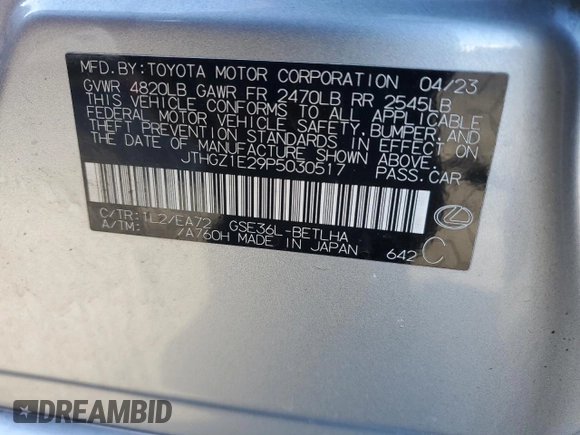 MFD.BY:TOYOTA MOTOR CORPORATION 04/23
GVWR 4820LB GAWR FR 2470LB RR 2545LB
THIS VEHICLE CONFORMS TO ALL APPLICABLE
FEDERAL MOTOR VEHICLE SAFETY,BUMPER,AND
THEFT PREVENTION STANDARDS IN EFFECT ON
THE DATE OF MANUFACTURE SHOWN ABOVE.
JTHGZ1E29P5030517 PASS.CAR
C/TR:1L2/EA72 GSE36L-BETLHA
A/TM: /A760H MADE IN JAPAN 642 C
DREAMBID